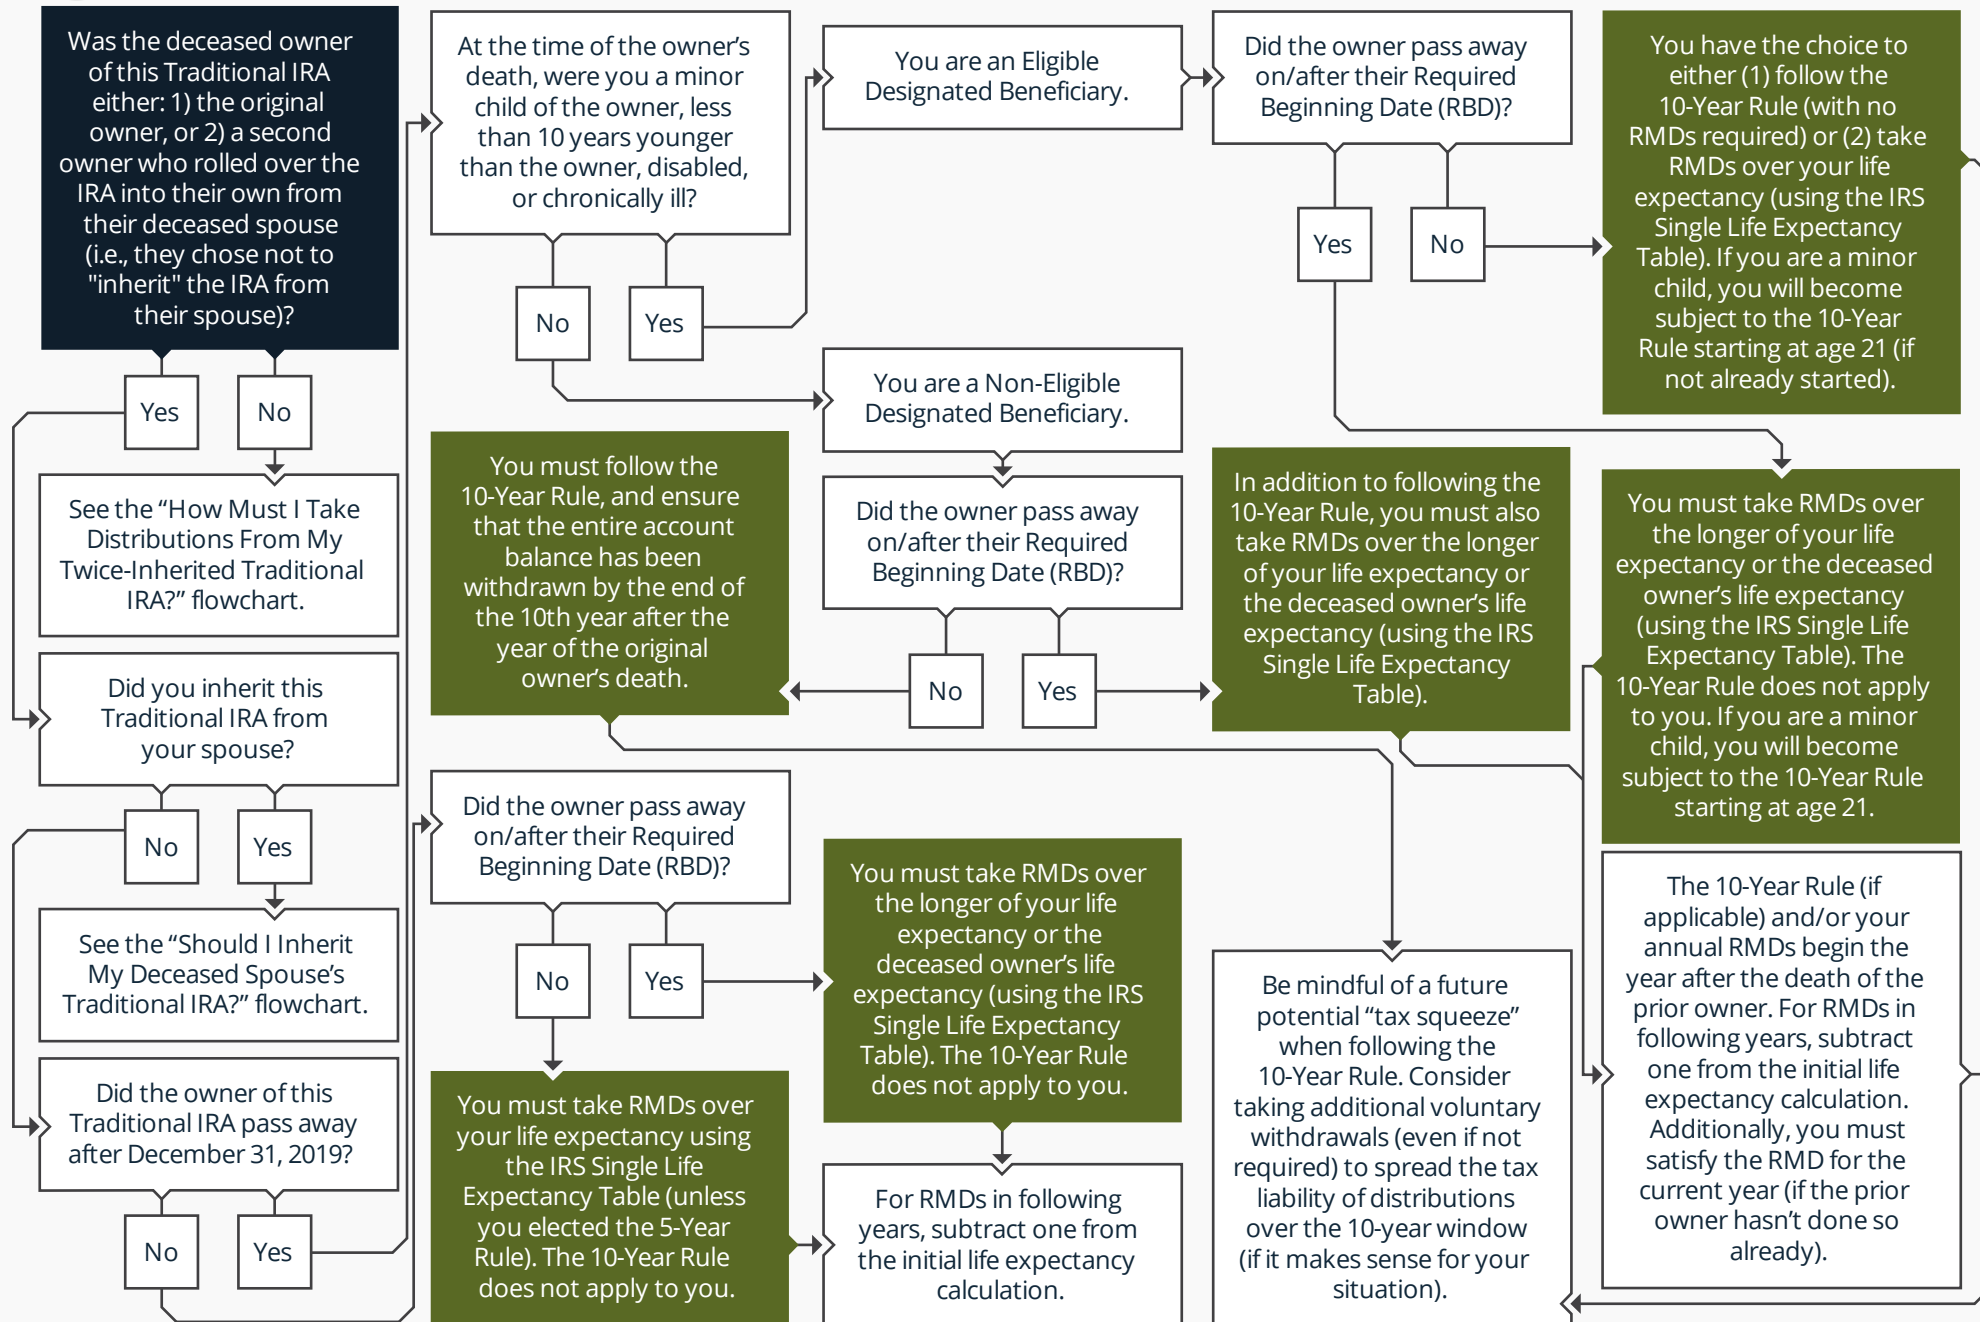 Was the deceased owner
of this Traditional IRA
either: 1) the original
owner, or 2) a second
owner who rolled over the
IRA into their own from
their deceased spouse
(i.e., they chose not to
"inherit" the IRA from
their spouse)?
Yes
No
See the “How Must I Take
Distributions From My
Twice-Inherited Traditional
IRA?” flowchart.
Did you inherit this
Traditional IRA from
your spouse?
No
Yes
See the “Should I Inherit
My Deceased Spouse’s
Traditional IRA?” flowchart.
Did the owner of this
Traditional IRA pass away
after December 31, 2019?
No
Yes
At the time of the owner’s
death, were you a minor
child of the owner, less
than 10 years younger
than the owner, disabled,
or chronically ill?
No
Yes
You must follow the
10-Year Rule, and ensure
that the entire account
balance has been
withdrawn by the end of
the 10th year after the
year of the original
owner’s death.
Did the owner pass away
on/after their Required
Beginning Date (RBD)?
No
Yes
You must take RMDs over
your life expectancy using
the IRS Single Life
Expectancy Table (unless
you elected the 5-Year
Rule). The 10-Year Rule
does not apply to you.
You are an Eligible
Designated Beneficiary.
You are a Non-Eligible
Designated Beneficiary.
Did the owner pass away
on/after their Required
Beginning Date (RBD)?
No
Yes
You must take RMDs over
the longer of your life
expectancy or the
deceased owner’s life
expectancy (using the IRS
Single Life Expectancy
Table). The 10-Year Rule
does not apply to you.
For RMDs in following
years, subtract one from
the initial life expectancy
calculation.
Did the owner pass away
on/after their Required
Beginning Date (RBD)?
Yes
No
In addition to following the
10-Year Rule, you must also
take RMDs over the longer
of your life expectancy or
the deceased owner’s life
expectancy (using the IRS
Single Life Expectancy
Table).
Be mindful of a future
potential “tax squeeze”
when following the
10-Year Rule. Consider
taking additional voluntary
withdrawals (even if not
required) to spread the tax
liability of distributions
over the 10-year window
(if it makes sense for your
situation).
You have the choice to
either (1) follow the
10-Year Rule (with no
RMDs required) or (2) take
RMDs over your life
expectancy (using the IRS
Single Life Expectancy
Table). If you are a minor
child, you will become
subject to the 10-Year
Rule starting at age 21 (if
not already started).
You must take RMDs over
the longer of your life
expectancy or the deceased
owner’s life expectancy
(using the IRS Single Life
Expectancy Table). The
10-Year Rule does not apply
to you. If you are a minor
child, you will become
subject to the 10-Year Rule
starting at age 21.
The 10-Year Rule (if
applicable) and/or your
annual RMDs begin the
year after the death of the
prior owner. For RMDs in
following years, subtract
one from the initial life
expectancy calculation.
Additionally, you must
satisfy the RMD for the
current year (if the prior
owner hasn’t done so
already).